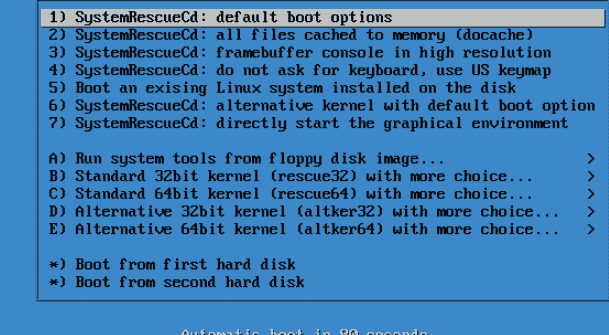 1) SystemRescueCd: default boot options
2) SystemRescueCd: all files cached to memory (docache)
3) SystemRescueCd: framebuffer console in high resolution
4) SystemRescueCd: do not ask for keyboard, use US keymap
5) Boot an exising Linux system installed on the disk
6) SystemRescueCd: alternative kernel with default boot option
7) SystemRescueCd: directly start the graphical environment
A) Run system tools from floppy disk image... >
B) Standard 32bit kernel (rescue32) with more choice... >
C) Standard 64bit kernel (rescue64) with more choice... >
D) Alternative 32bit kernel (altker32) with more choice... >
E) Alternative 64bit kernel (altker64) with more choice... >
*) Boot from first hard disk
*) Boot from second hard disk
Automatic boot in 80 seconds